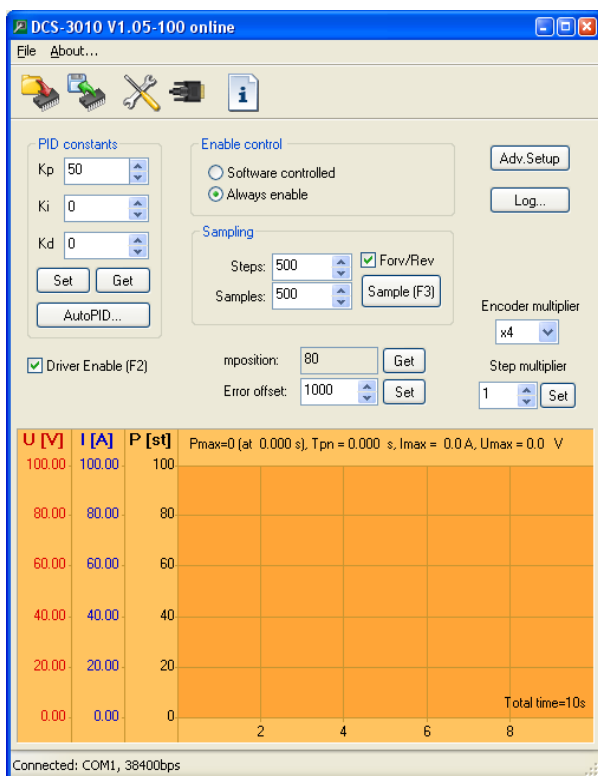 DCS-3010 V1.05-100 online
File About...
PID constants
Kp 50
Ki 0
Kd 0
Set Get
AutoPID...
Driver Enable (F2)
Enable control
Software controlled
Always enable
Adv.Setup
Log...
Sampling
Steps: 500 Forv/Rev
Samples: 500 Sample (F3)
Encoder multiplier
x4
mposition: 80 Get
Error offset: 1000 Set
Step multiplier
1 Set
U [V] I [A] P [st] Pmax=0 (at 0.000 s), Tpn = 0.000 s, Imax = 0.0 A, Umax = 0.0 V
100.00 100.00 100
80.00 80.00 80
60.00 60.00 60
40.00 40.00 40
20.00 20.00 20
Total time=10s
0.00 0.00 0
2 4 6 8
Connected: COM1, 38400bps